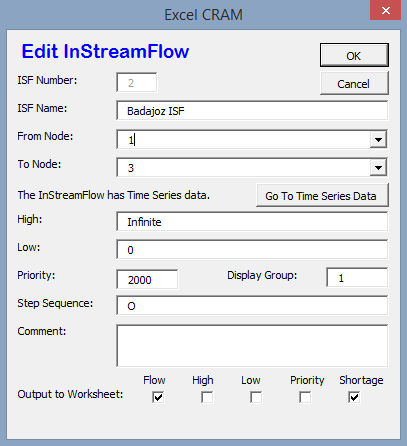 Excel CRAM
Edit InStreamFlow
OK
ISF Number: 2
Cancel
ISF Name: Badajoz ISF
From Node: 1
To Node: 3
The InStreamFlow has Time Series data. Go To Time Series Data
High: Infinite
Low: 0
Priority: 2000 Display Group: 1
Step Sequence: O
Comment:
Flow High Low Priority Shortage
Output to Worksheet: